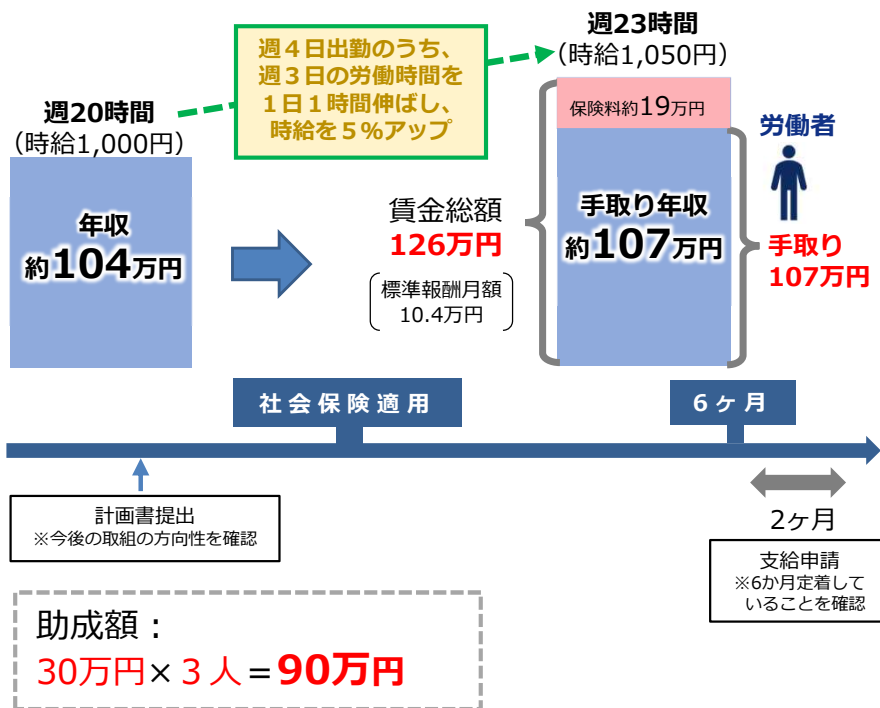 週20時間
（時給1,000円）
年収
約104万円
週４日出勤のうち、
週３日の労働時間を
１日１時間伸ばし、
時給を５%アップ
週23時間
（時給1,050円）
保険料約19万円
賃金総額
126万円
標準報酬月額
10.4万円
手取り年収
約107万円
労働者
手取り
107万円
社会保険適用
６ヶ月
計画書提出
※今後の取組の方向性を確認
2ヶ月
支給申請
※6か月定着して
いることを確認
助成額：
30万円×３人＝90万円